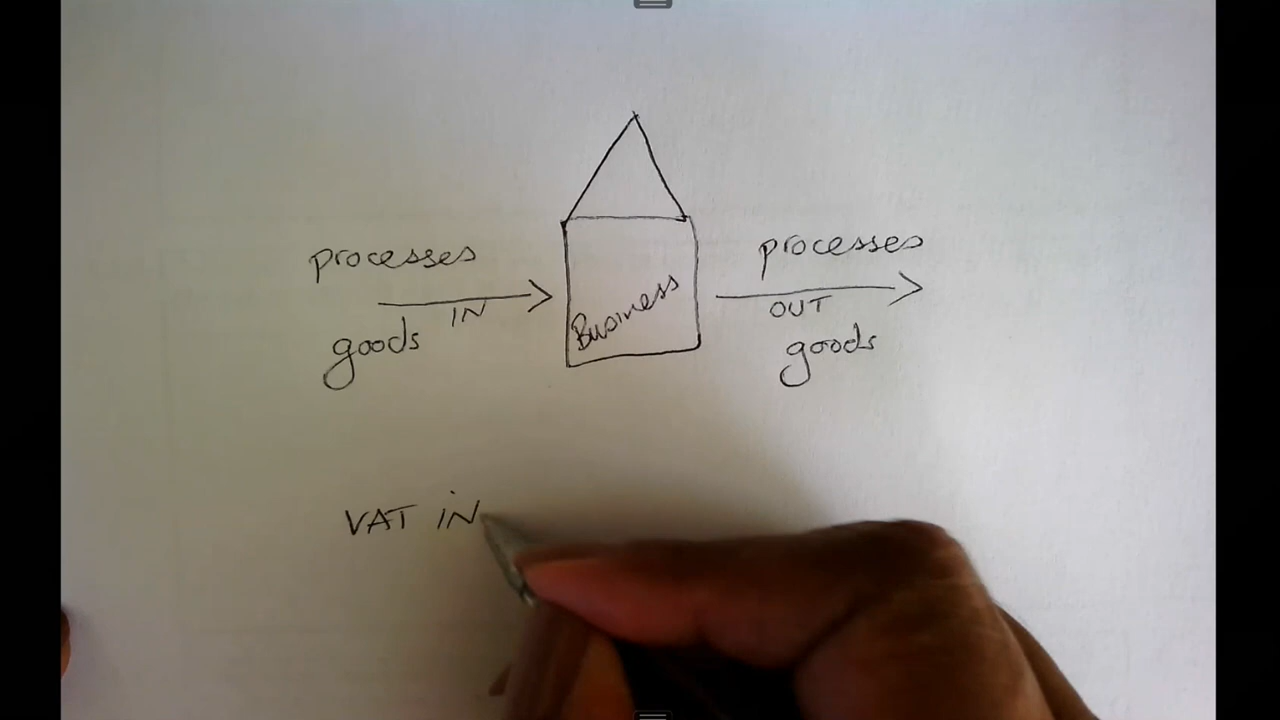 processes
IN
goods
Business
processes
OUT
goods
VAT IN